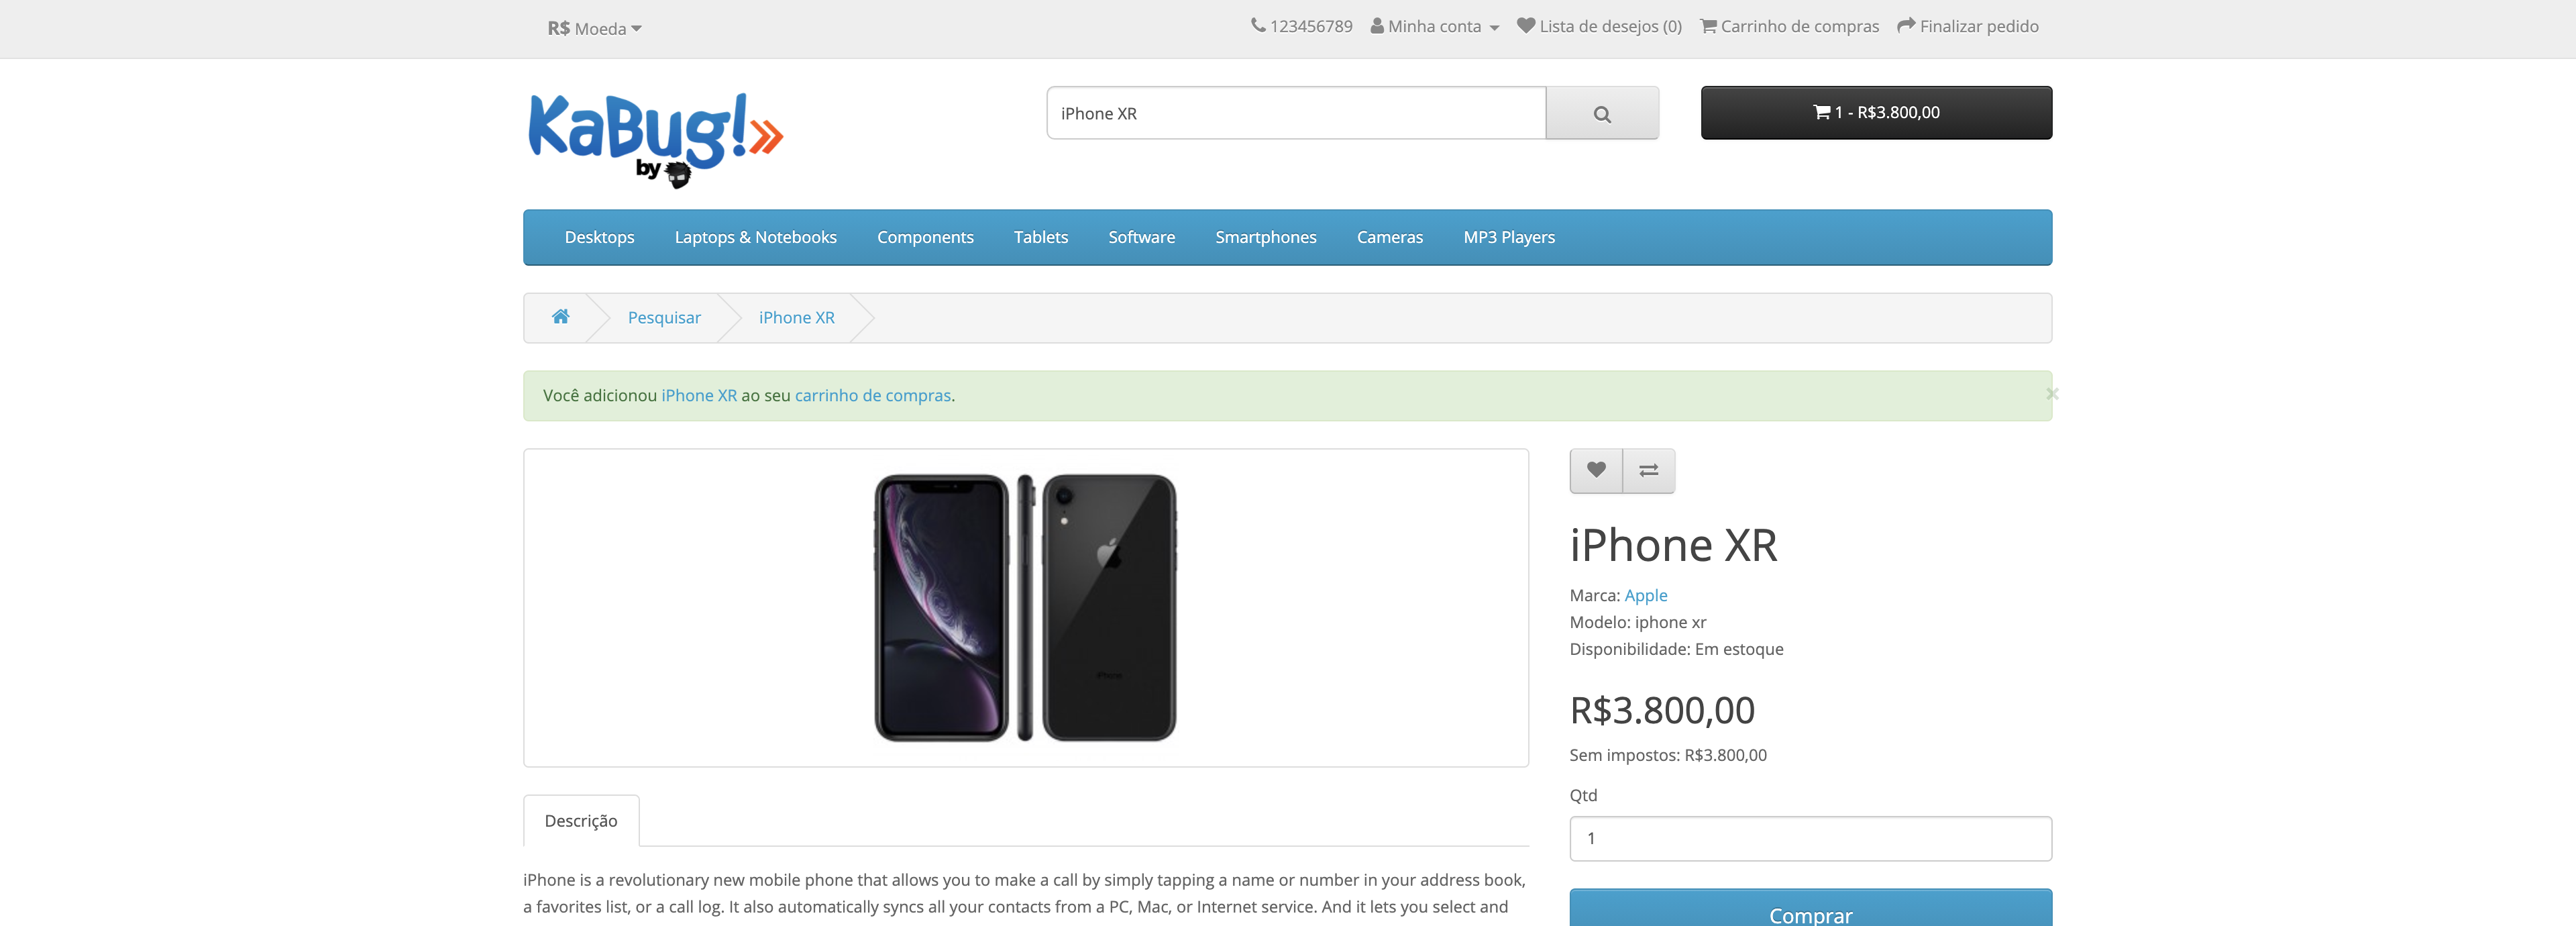 R$ Moeda
123456789 Minha conta Lista de desejos (0) Carrinho de compras Finalizar pedido
KaBug!
by
iPhone XR
1 - R$3.800,00
Desktops Laptops & Notebooks Components Tablets Software Smartphones Cameras MP3 Players
Pesquisar iPhone XR
Você adicionou iPhone XR ao seu carrinho de compras.
×
iPhone
iPhone XR
Marca: Apple
Modelo: iphone xr
Disponibilidade: Em estoque
R$3.800,00
Sem impostos: R$3.800,00
Qtd
1
Comprar
Descrição
iPhone is a revolutionary new mobile phone that allows you to make a call by simply tapping a name or number in your address book,
a favorites list, or a call log. It also automatically syncs all your contacts from a PC, Mac, or Internet service. And it lets you select and